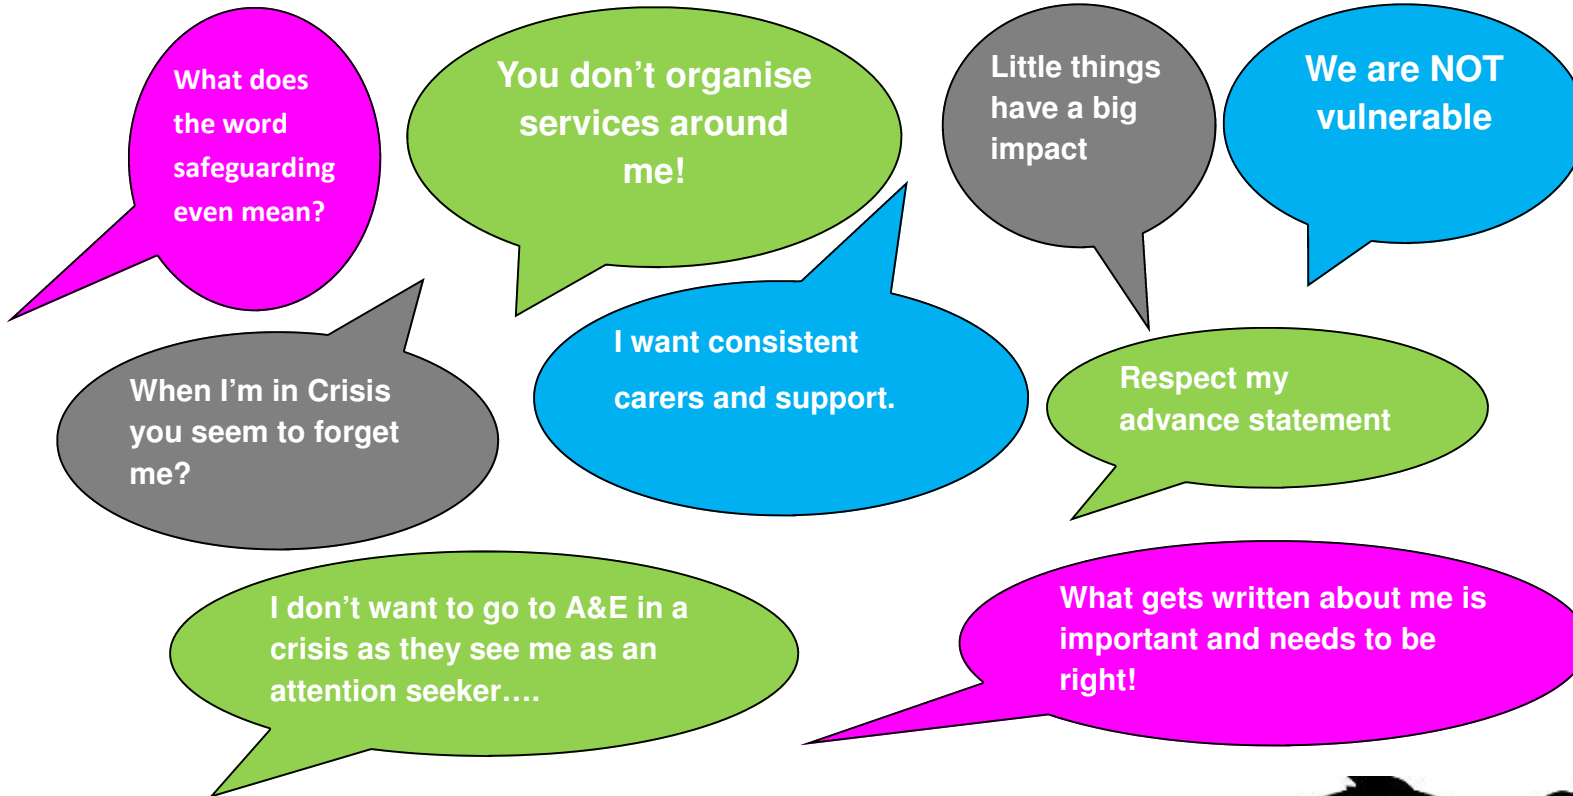 What does
the word
safeguarding
even mean?
You don’t organise
services around
me!
Little things
have a big
impact
We are NOT
vulnerable
When I’m in Crisis
you seem to forget
me?
I want consistent
carers and support.
Respect my
advance statement
I don’t want to go to A&E in a
crisis as they see me as an
attention seeker….
What gets written about me is
important and needs to be
right!